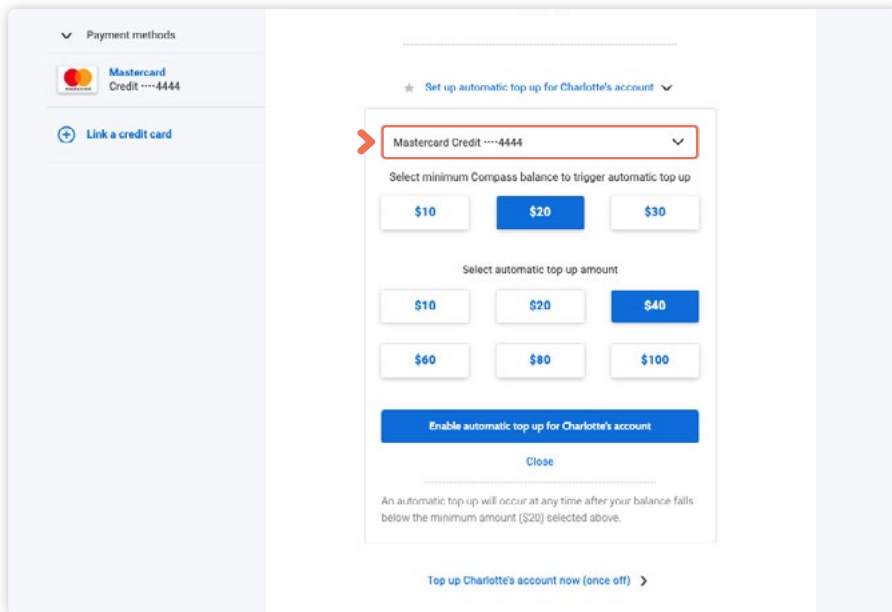 Payment methods
Mastercard
Credit ····4444
Link a credit card
Set up automatic top up for Charlotte's account
Mastercard Credit ····4444
Select minimum Compass balance to trigger automatic top up
$10 $20 $30
Select automatic top up amount
$10 $20 $40
$60 $80 $100
Enable automatic top up for Charlotte's account
Close
An automatic top up will occur at any time after your balance falls
below the minimum amount ($20) selected above.
Top up Charlotte's account now (once off)